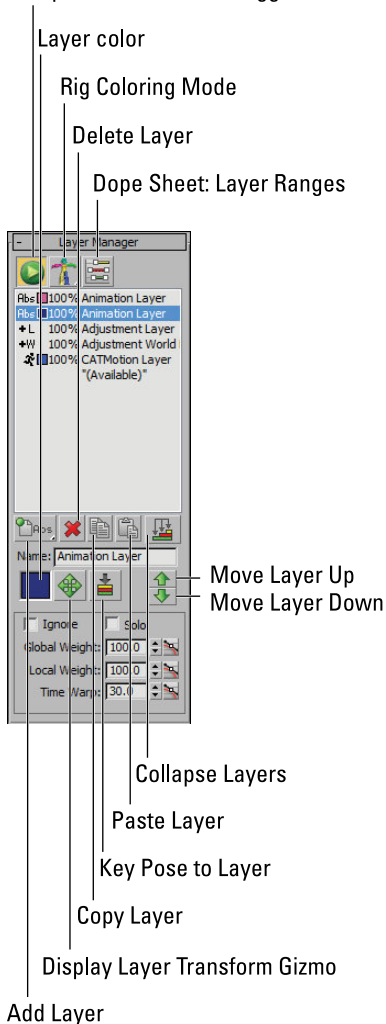 Layer color
Rig Coloring Mode
Delete Layer
Dope Sheet: Layer Ranges
- Layer Manager
Abs 100% Animation Layer
Abs 100% Animation Layer
+L 100% Adjustment Layer
+W 100% Adjustment World
100% CATMotion Layer
"(Available)"
Abs
Name: Animation Layer
Move Layer Up
Move Layer Down
Ignore Solo
Global Weight: 100.0
Local Weight: 100.0
Time Warp: 30.0
Collapse Layers
Paste Layer
Key Pose to Layer
Copy Layer
Display Layer Transform Gizmo
Add Layer